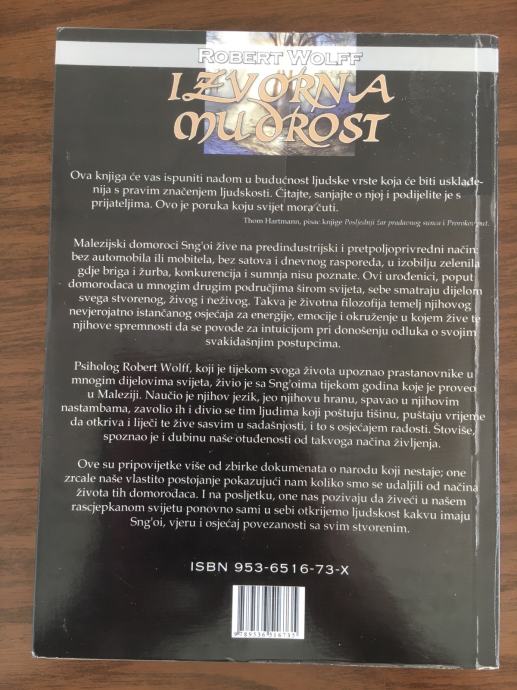 ROBERT WOLFF
IZVORNA
MUDROST
Ova knjiga će vas ispuniti nadom u budućnost ljudske vrste koja će biti usklađe-
nija s pravim značenjem ljudskosti. Čitajte, sanjajte o njoj i podijelite je s
prijateljima. Ovo je poruka koju svijet mora čuti.
Thom Hartmann, pisac knjige Posljednji žar pradavnog sunca i Prorokov put.
Malezijski domoroci Sng'oi žive na predindustrijski i pretpoljoprivredni način:
bez automobila ili mobitela, bez satova i dnevnog rasporeda, u izobilju zelenila
gdje briga i žurba, konkurencija i sumnja nisu poznate. Ovi urođenici, poput
domorodaca u mnogim drugim područjima širom svijeta, sebe smatraju dijelom
svega stvorenog, živog i neživog. Takva je životna filozofija temelj njihovog
nevjerojatno istančanog osjećaja za energije, emocije i okruženje u kojem žive te
njihove spremnosti da se povode za intuicijom pri donošenju odluka o svojim
svakidašnjim postupcima.
Psiholog Robert Wolff, koji je tijekom svoga života upoznao prastanovnike u
mnogim dijelovima svijeta, živio je sa Sng'oima tijekom godina koje je proveo
u Maleziji. Naučio je njihov jezik, jeo njihovu hranu, spavao u njihovim
nastambama, zavolio ih i divio se tim ljudima koji poštuju tišinu, puštaju vrijeme
da otkriva i liječi te žive sasvim u sadašnjosti, i to s osjećajem radosti. Štoviše,
spoznao je i dubinu naše otuđenosti od takvoga načina življenja.
Ove su pripovijetke više od zbirke dokumenata o narodu koji nestaje; one
zrcale naše vlastito postojanje pokazujući nam koliko smo se udaljili od načina
života tih domorodaca. I na posljetku, one nas pozivaju da živeći u našem
rascjepkanom svijetu ponovno sami u sebi otkrijemo ljudskost kakvu imaju
Sng'oi, vjeru i osjećaj povezanosti sa svim stvorenim.
ISBN 953-6516-73-X
9789536516735